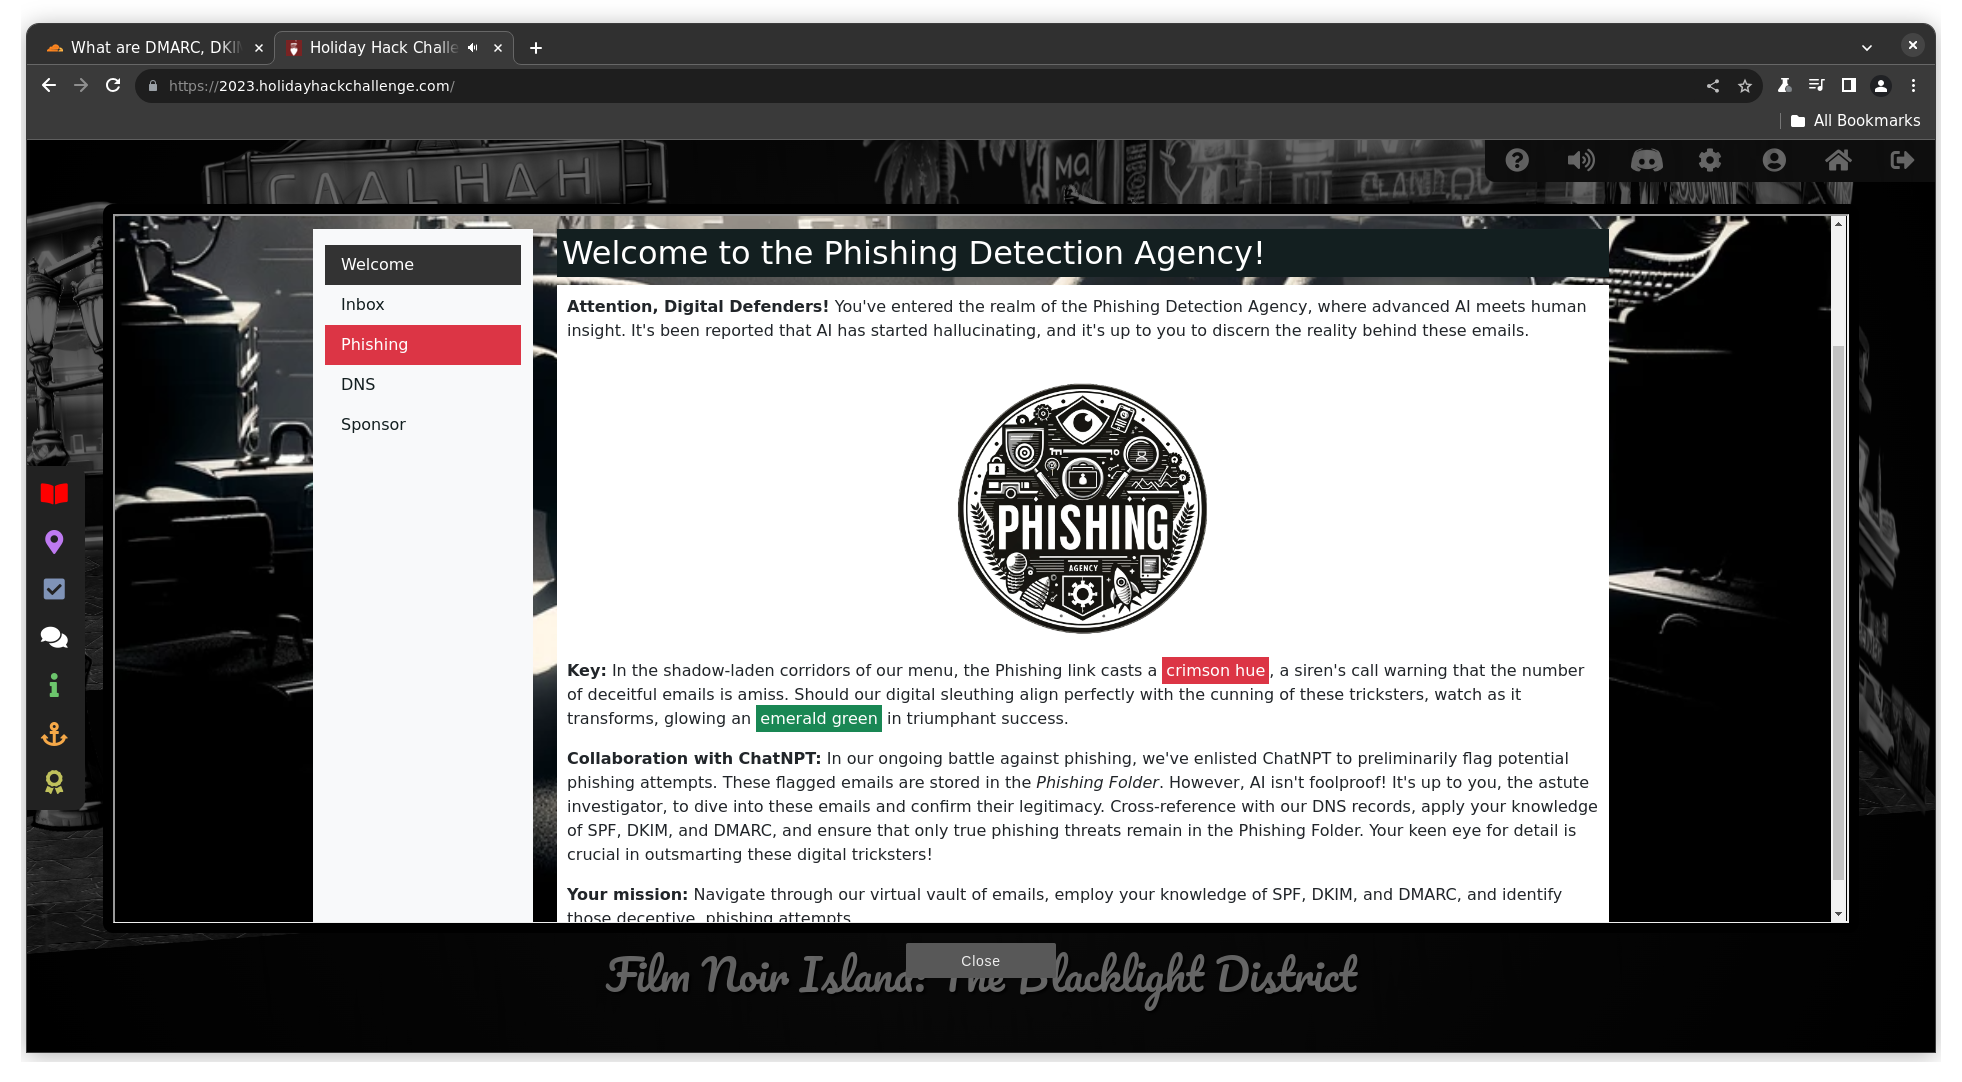 What are DMARC, DKIM
Holiday Hack Challe
https://2023.holidayhackchallenge.com/
All Bookmarks
Welcome
Inbox
Phishing
DNS
Sponsor
Welcome to the Phishing Detection Agency!
Attention, Digital Defenders! You've entered the realm of the Phishing Detection Agency, where advanced AI meets human
insight. It's been reported that AI has started hallucinating, and it's up to you to discern the reality behind these emails.
PHISHING
AGENCY
Key: In the shadow-laden corridors of our menu, the Phishing link casts a crimson hue, a siren's call warning that the number
of deceitful emails is amiss. Should our digital sleuthing align perfectly with the cunning of these tricksters, watch as it
transforms, glowing an emerald green in triumphant success.
Collaboration with ChatNPT: In our ongoing battle against phishing, we've enlisted ChatNPT to preliminarily flag potential
phishing attempts. These flagged emails are stored in the Phishing Folder. However, AI isn't foolproof! It's up to you, the astute
investigator, to dive into these emails and confirm their legitimacy. Cross-reference with our DNS records, apply your knowledge
of SPF, DKIM, and DMARC, and ensure that only true phishing threats remain in the Phishing Folder. Your keen eye for detail is
crucial in outsmarting these digital tricksters!
Your mission: Navigate through our virtual vault of emails, employ your knowledge of SPF, DKIM, and DMARC, and identify
those deceptive, phishing attempts.
Close
Film Noir Island: The Blacklight District